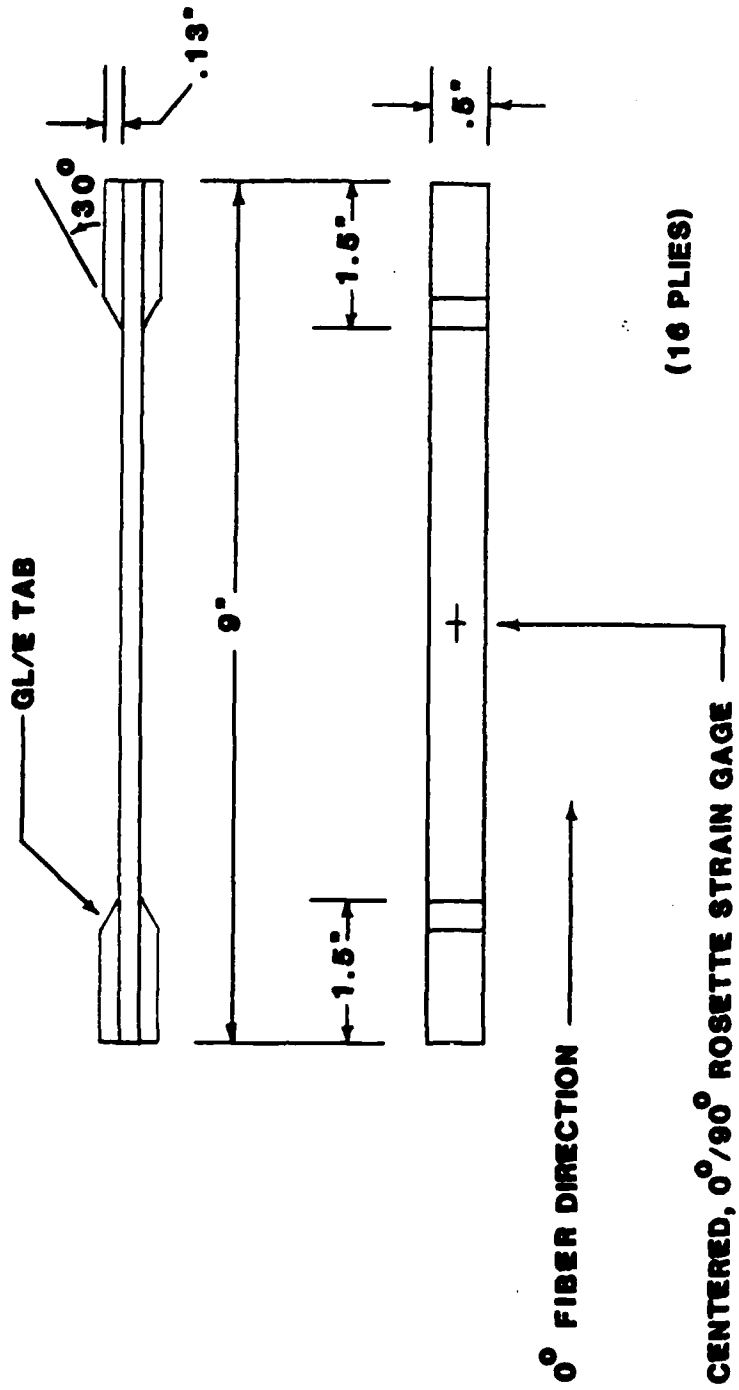 GL/E TAB
30°
.13"
9"
1.5"
1.5"
.5"
0° FIBER DIRECTION
(16 PLIES)
CENTERED, 0°/90° ROSETTE STRAIN GAGE